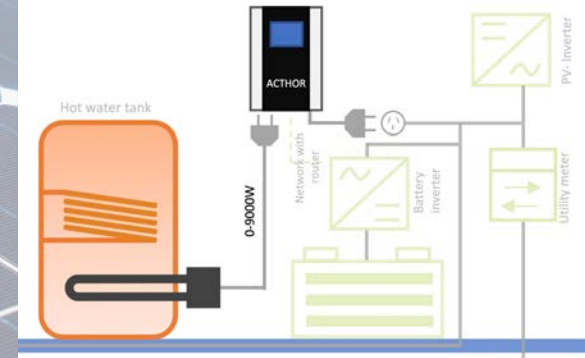 ACTHOR
Hot water tank
0-9000W
Network with
router
Battery
inverter
PV- Inverter
Utility meter